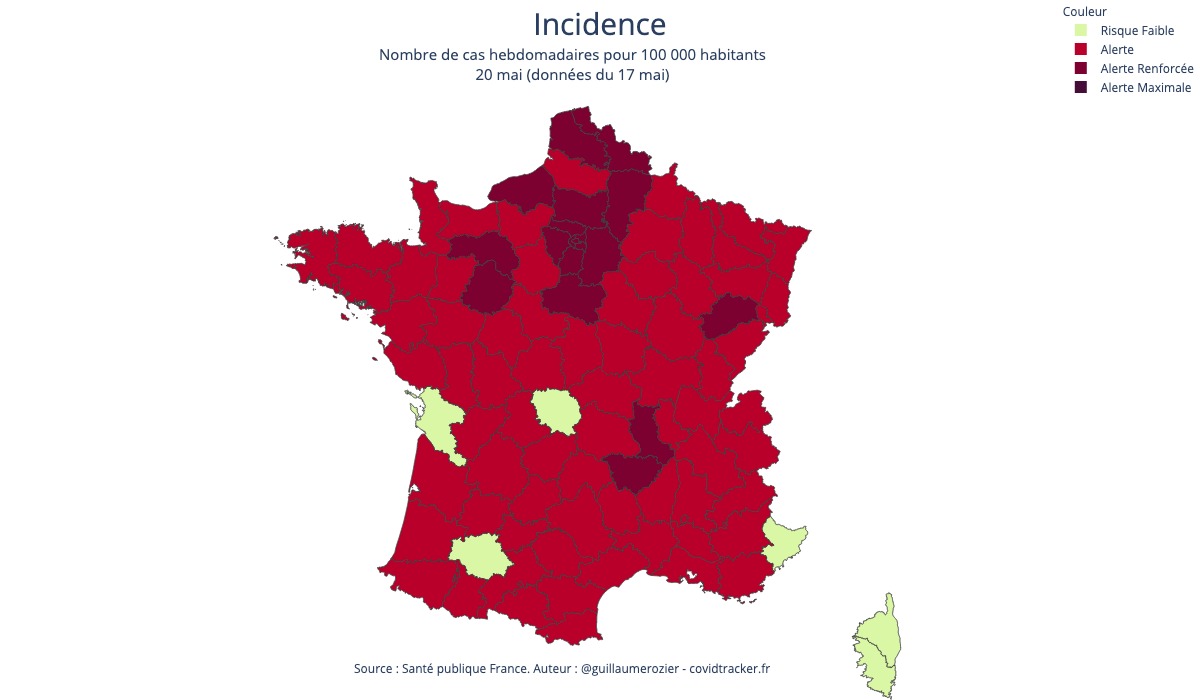 Incidence
Nombre de cas hebdomadaires pour 100 000 habitants
20 mai (données du 17 mai)
Couleur
Risque Faible
Alerte
Alerte Renforcée
Alerte Maximale
Source : Santé publique France. Auteur : @guillaumerozier - covidtracker.fr